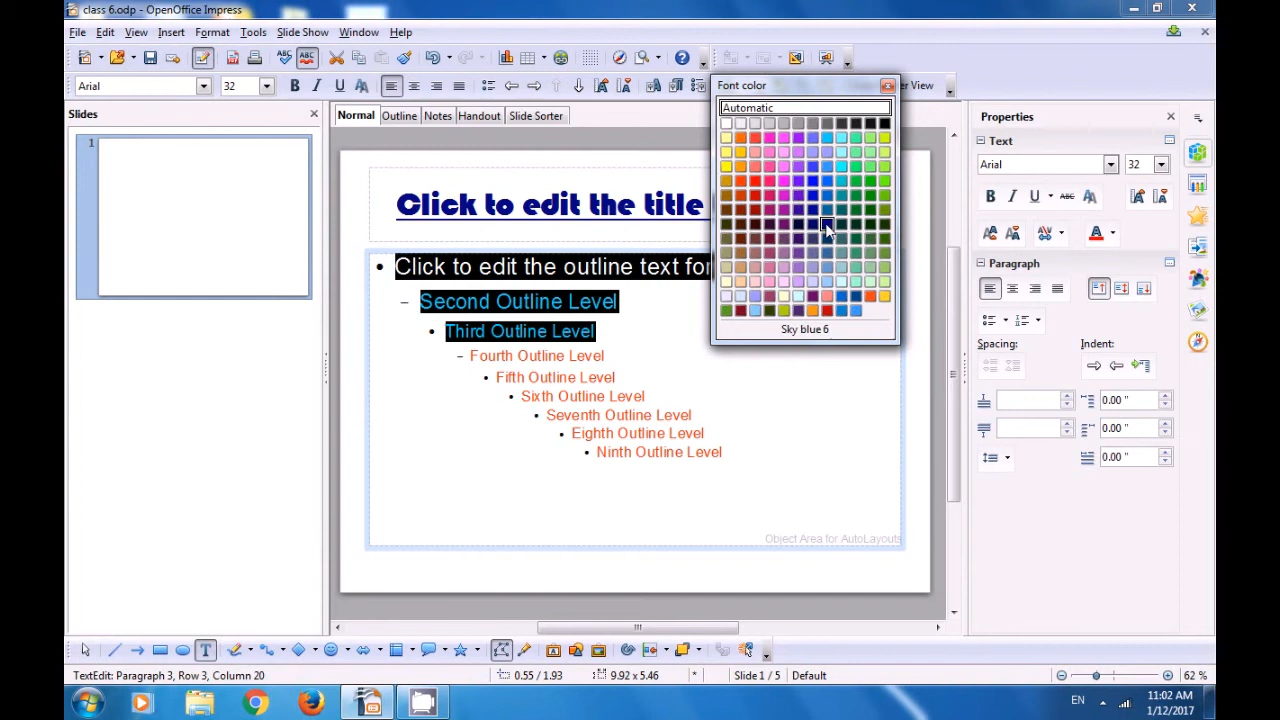 class 6.odp - OpenOffice Impress
File Edit View Insert Format Tools Slide Show Window Help
Arial 32
Font color
er View
Automatic
Sky blue 6
Slides
1
Normal Outline Notes Handout Slide Sorter
Click to edit the title
Click to edit the outline text for
Second Outline Level
Third Outline Level
Fourth Outline Level
Fifth Outline Level
Sixth Outline Level
Seventh Outline Level
Eighth Outline Level
Ninth Outline Level
Object Area for AutoLayouts
Properties
Text
Arial 32
Paragraph
Spacing: Indent:
0.00 "
0.00 "
0.00 "
TextEdit: Paragraph 3, Row 3, Column 20 0.55 / 1.93 9.92 x 5.46 * Slide 1 / 5 Default 62 %
EN 11:02 AM
1/12/2017